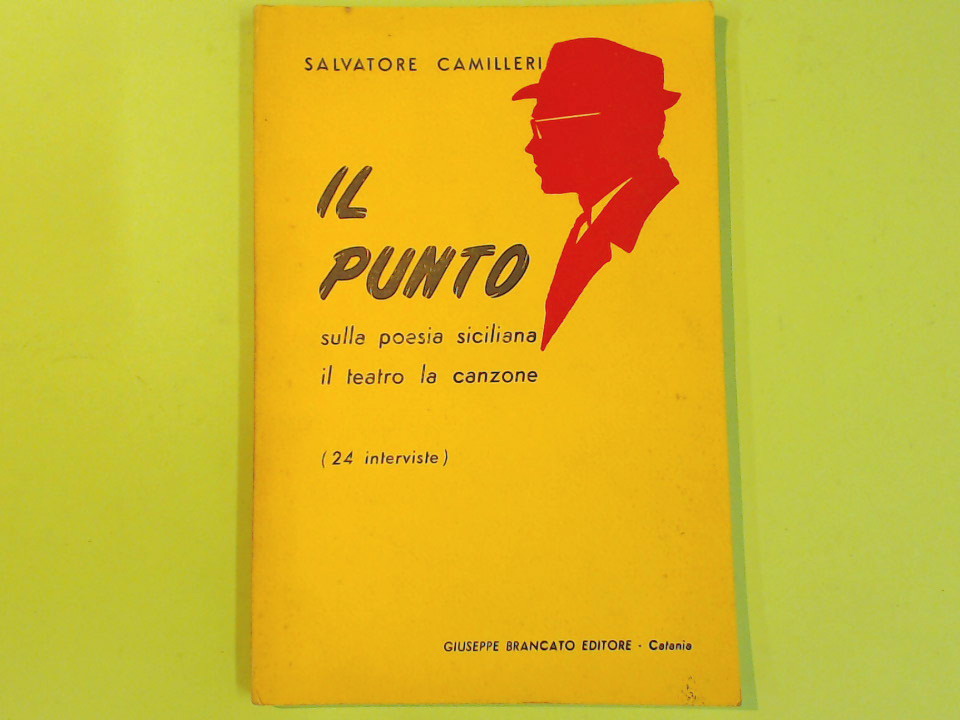 SALVATORE CAMILLERI
IL
PUNTO
sulla poesia siciliana
il teatro la canzone
(24 interviste)
GIUSEPPE BRANCATO EDITORE - Catania